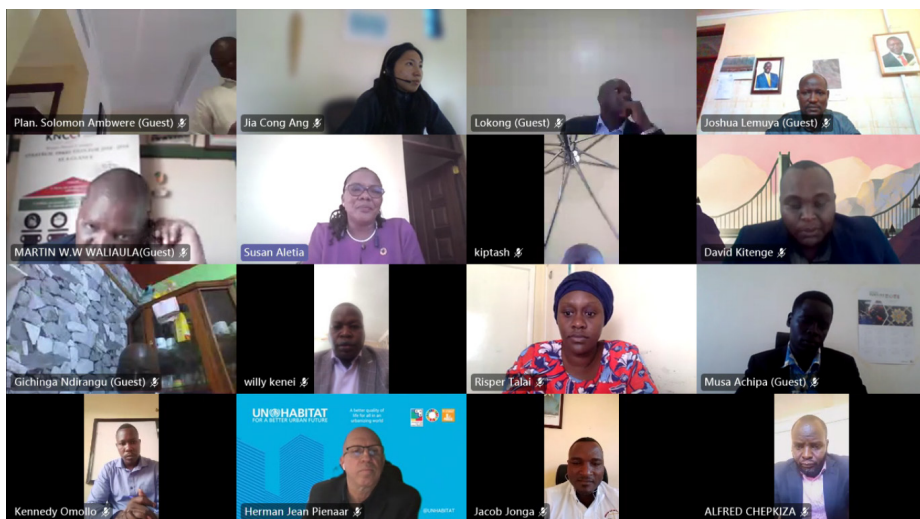 Plan. Solomon Ambwere (Guest)
Jia Cong Ang
Lokong (Guest)
Joshua Lemuya (Guest)
KNCCI
MARTIN W.W WALIAULA(Guest)
Susan Aletia
kiptash
David Kitenge
Gichinga Ndirangu (Guest)
willy kenei
Risper Talai
Musa Achipa (Guest)
UN HABITAT
FOR A BETTER URBAN FUTURE
A better quality of
life for all in an
urbanizing world
Kennedy Omollo
Herman Jean Pienaar
@UNHABITAT
Jacob Jonga
ALFRED CHEPKIZA